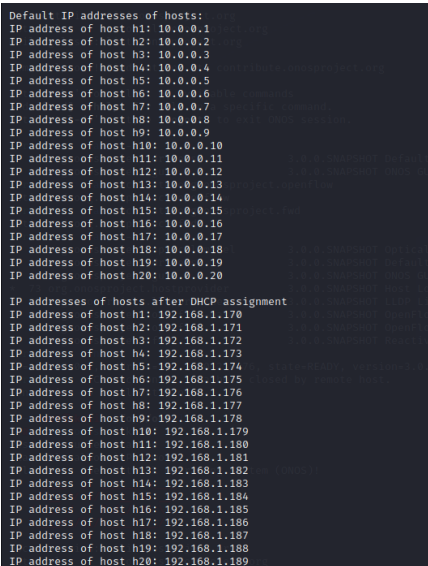 Default IP addresses of hosts:
IP address of host h1: 10.0.0.1
IP address of host h2: 10.0.0.2
IP address of host h3: 10.0.0.3
IP address of host h4: 10.0.0.4
IP address of host h5: 10.0.0.5
IP address of host h6: 10.0.0.6
IP address of host h7: 10.0.0.7
IP address of host h8: 10.0.0.8
IP address of host h9: 10.0.0.9
IP address of host h10: 10.0.0.10
IP address of host h11: 10.0.0.11
IP address of host h12: 10.0.0.12
IP address of host h13: 10.0.0.13
IP address of host h14: 10.0.0.14
IP address of host h15: 10.0.0.15
IP address of host h16: 10.0.0.16
IP address of host h17: 10.0.0.17
IP address of host h18: 10.0.0.18
IP address of host h19: 10.0.0.19
IP address of host h20: 10.0.0.20
IP addresses of hosts after DHCP assignment
IP address of host h1: 192.168.1.170
IP address of host h2: 192.168.1.171
IP address of host h3: 192.168.1.172
IP address of host h4: 192.168.1.173
IP address of host h5: 192.168.1.174
IP address of host h6: 192.168.1.175
IP address of host h7: 192.168.1.176
IP address of host h8: 192.168.1.177
IP address of host h9: 192.168.1.178
IP address of host h10: 192.168.1.179
IP address of host h11: 192.168.1.180
IP address of host h12: 192.168.1.181
IP address of host h13: 192.168.1.182
IP address of host h14: 192.168.1.183
IP address of host h15: 192.168.1.184
IP address of host h16: 192.168.1.185
IP address of host h17: 192.168.1.186
IP address of host h18: 192.168.1.187
IP address of host h19: 192.168.1.188
IP address of host h20: 192.168.1.189